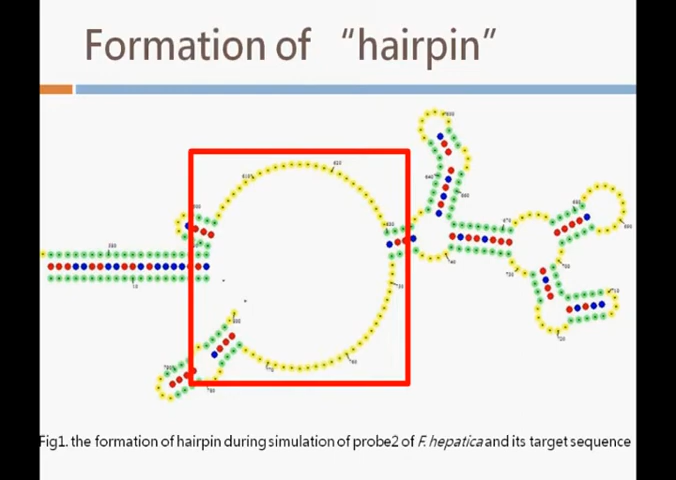 Formation of “hairpin”
Fig1. the formation of hairpin during simulation of probe2 of F. hepatica and its target sequence